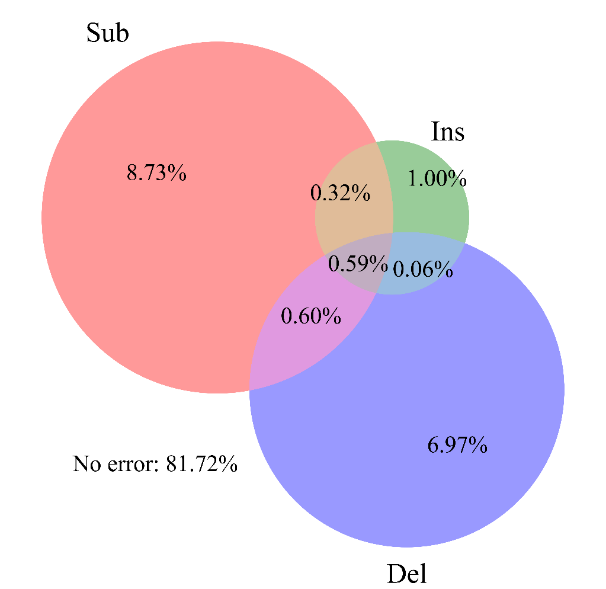 Sub
Ins
8.73%
1.00%
0.32%
0.59%
0.06%
0.60%
6.97%
No error: 81.72%
Del